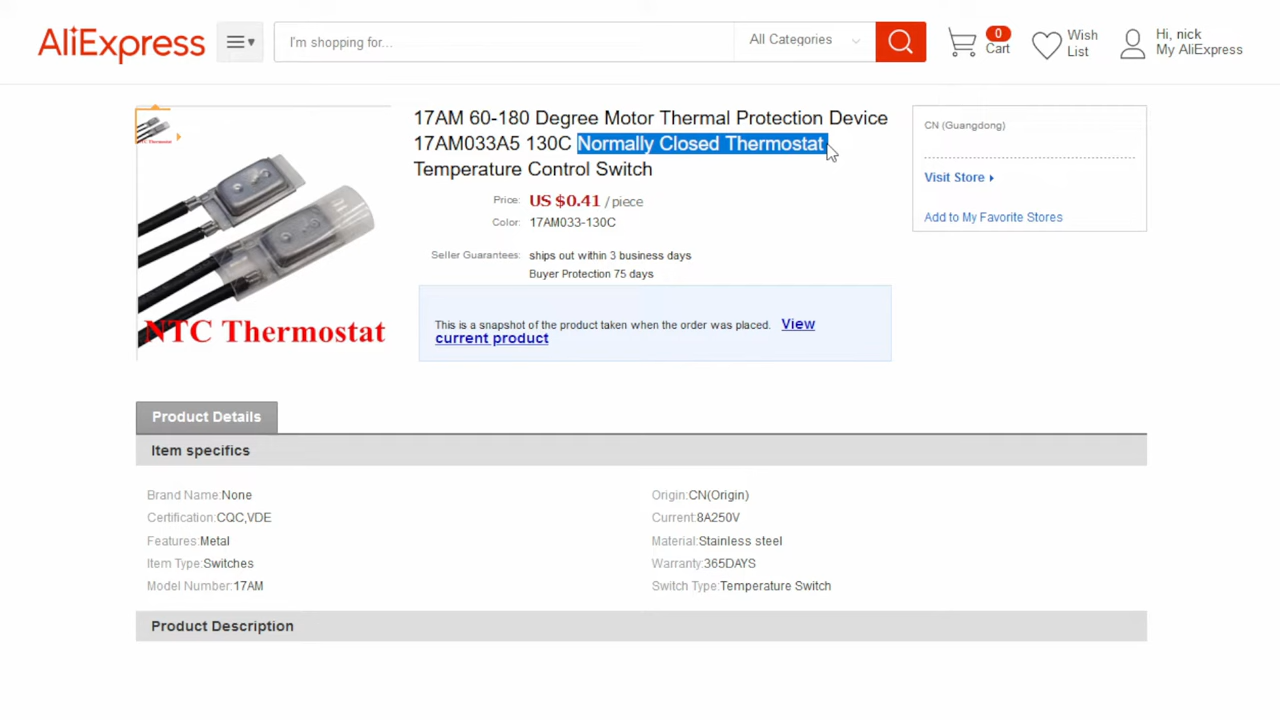 AliExpress
I'm shopping for...
All Categories
0
Cart
Wish
List
Hi, nick
My AliExpress
17AM 60-180 Degree Motor Thermal Protection Device
17AM033A5 130C Normally Closed Thermostat
Temperature Control Switch
Price: US $0.41 / piece
Color: 17AM033-130C
Seller Guarantees: ships out within 3 business days
Buyer Protection 75 days
This is a snapshot of the product taken when the order was placed. View
current product
CN (Guangdong)
Visit Store
Add to My Favorite Stores
NTC Thermostat
Product Details
Item specifics
Brand Name:None
Origin:CN(Origin)
Certification:CQC,VDE
Current:8A250V
Features:Metal
Material:Stainless steel
Item Type:Switches
Warranty:365DAYS
Model Number:17AM
Switch Type:Temperature Switch
Product Description